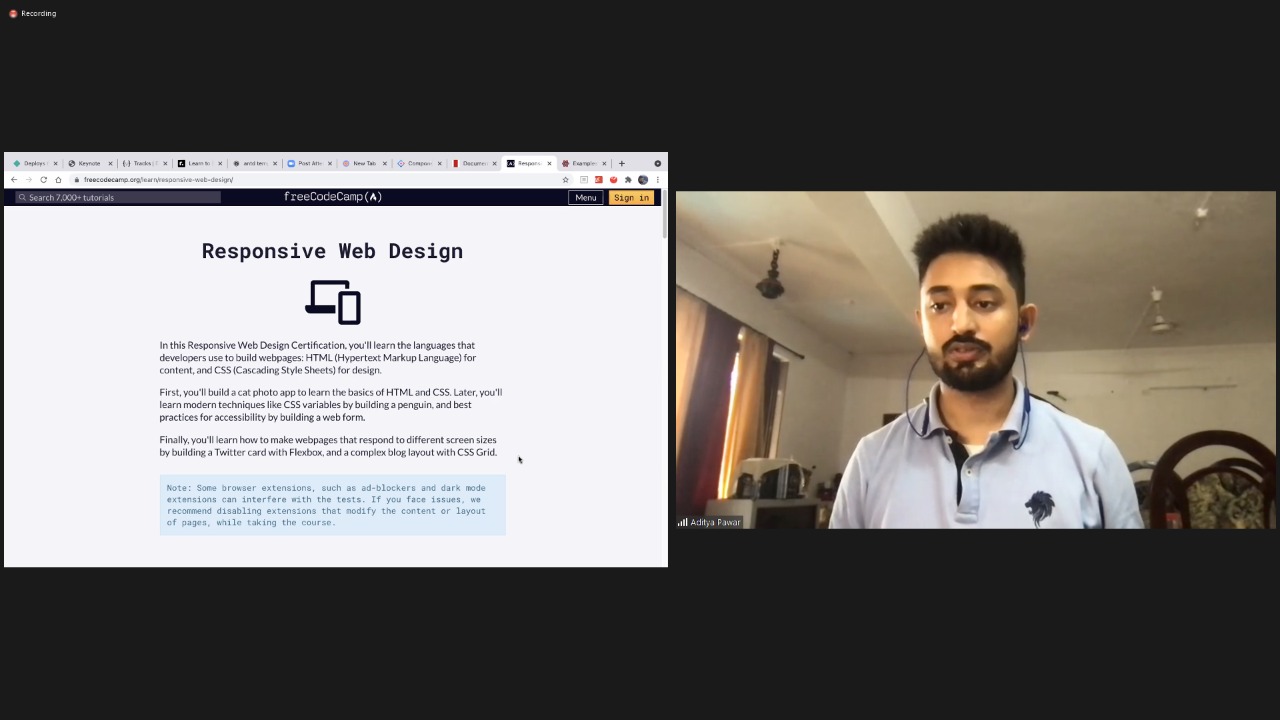 Recording
Deploys
Keynote
Tracks
Learn to
Post Atte
New Tab
Compou
Docume
Respons
Example
freecodecamp.org/learn/responsive-web-design/
Search 7,000+ tutorials
freeCodeCamp(🔥)
Menu
Sign in
Responsive Web Design
In this Responsive Web Design Certification, you'll learn the languages that
developers use to build webpages: HTML (Hypertext Markup Language) for
content, and CSS (Cascading Style Sheets) for design.
First, you'll build a cat photo app to learn the basics of HTML and CSS. Later, you'll
learn modern techniques like CSS variables by building a penguin, and best
practices for accessibility by building a web form.
Finally, you'll learn how to make webpages that respond to different screen sizes
by building a Twitter card with Flexbox, and a complex blog layout with CSS Grid.
Note: Some browser extensions, such as ad-blockers and dark mode
extensions can interfere with the tests. If you face issues, we
recommend disabling extensions that modify the content or layout
of pages, while taking the course.
Aditya Pawar